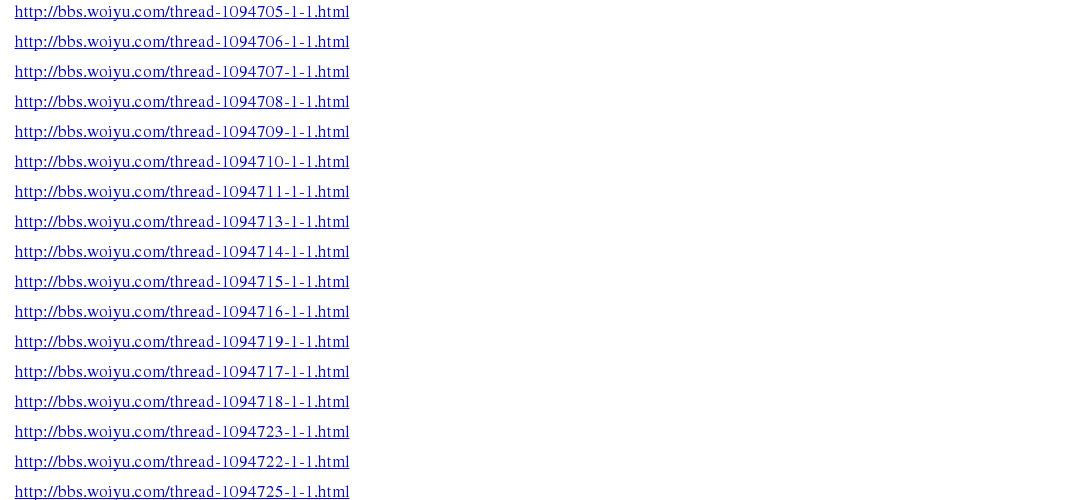 http://bbs.woiyu.com/thread-1094705-1-1.html
http://bbs.woiyu.com/thread-1094706-1-1.html
http://bbs.woiyu.com/thread-1094707-1-1.html
http://bbs.woiyu.com/thread-1094708-1-1.html
http://bbs.woiyu.com/thread-1094709-1-1.html
http://bbs.woiyu.com/thread-1094710-1-1.html
http://bbs.woiyu.com/thread-1094711-1-1.html
http://bbs.woiyu.com/thread-1094713-1-1.html
http://bbs.woiyu.com/thread-1094714-1-1.html
http://bbs.woiyu.com/thread-1094715-1-1.html
http://bbs.woiyu.com/thread-1094716-1-1.html
http://bbs.woiyu.com/thread-1094719-1-1.html
http://bbs.woiyu.com/thread-1094717-1-1.html
http://bbs.woiyu.com/thread-1094718-1-1.html
http://bbs.woiyu.com/thread-1094723-1-1.html
http://bbs.woiyu.com/thread-1094722-1-1.html
http://bbs.woiyu.com/thread-1094725-1-1.html